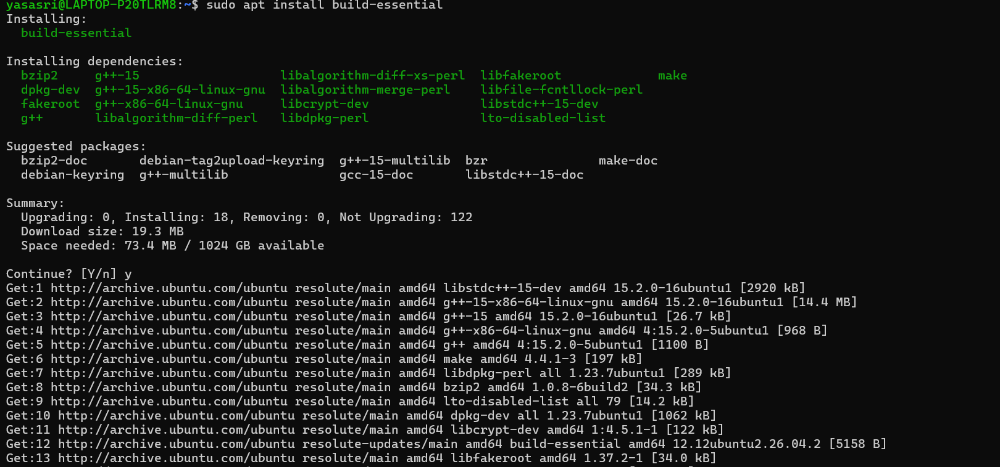 yasasri@LAPTOP-P20TLRM8:~$ sudo apt install build-essential
Installing:
  build-essential

Installing dependencies:
  bzip2     g++-15                   libalgorithm-diff-xs-perl  libfakeroot             make
  dpkg-dev  g++-15-x86-64-linux-gnu  libalgorithm-merge-perl    libfile-fcntllock-perl
  fakeroot  g++-x86-64-linux-gnu     libcrypt-dev               libstdc++-15-dev
  g++       libalgorithm-diff-perl   libdpkg-perl               lto-disabled-list

Suggested packages:
  bzip2-doc       debian-tag2upload-keyring  g++-15-multilib  bzr               make-doc
  debian-keyring  g++-multilib               gcc-15-doc       libstdc++-15-doc

Summary:
  Upgrading: 0, Installing: 18, Removing: 0, Not Upgrading: 122
  Download size: 19.3 MB
  Space needed: 73.4 MB / 1024 GB available

Continue? [Y/n] y
Get:1 http://archive.ubuntu.com/ubuntu resolute/main amd64 libstdc++-15-dev amd64 15.2.0-16ubuntu1 [2920 kB]
Get:2 http://archive.ubuntu.com/ubuntu resolute/main amd64 g++-15-x86-64-linux-gnu amd64 15.2.0-16ubuntu1 [14.4 MB]
Get:3 http://archive.ubuntu.com/ubuntu resolute/main amd64 g++-15 amd64 15.2.0-16ubuntu1 [26.7 kB]
Get:4 http://archive.ubuntu.com/ubuntu resolute/main amd64 g++-x86-64-linux-gnu amd64 4:15.2.0-5ubuntu1 [968 B]
Get:5 http://archive.ubuntu.com/ubuntu resolute/main amd64 g++ amd64 4:15.2.0-5ubuntu1 [1100 B]
Get:6 http://archive.ubuntu.com/ubuntu resolute/main amd64 make amd64 4.4.1-3 [197 kB]
Get:7 http://archive.ubuntu.com/ubuntu resolute/main amd64 libdpkg-perl all 1.23.7ubuntu1 [289 kB]
Get:8 http://archive.ubuntu.com/ubuntu resolute/main amd64 bzip2 amd64 1.0.8-6build2 [34.3 kB]
Get:9 http://archive.ubuntu.com/ubuntu resolute/main amd64 lto-disabled-list all 79 [14.2 kB]
Get:10 http://archive.ubuntu.com/ubuntu resolute/main amd64 dpkg-dev all 1.23.7ubuntu1 [1062 kB]
Get:11 http://archive.ubuntu.com/ubuntu resolute/main amd64 libcrypt-dev amd64 1:4.5.1-1 [122 kB]
Get:12 http://archive.ubuntu.com/ubuntu resolute-updates/main amd64 build-essential amd64 12.12ubuntu2.26.04.2 [5158 B]
Get:13 http://archive.ubuntu.com/ubuntu resolute/main amd64 libfakeroot amd64 1.37.2-1 [34.0 kB]